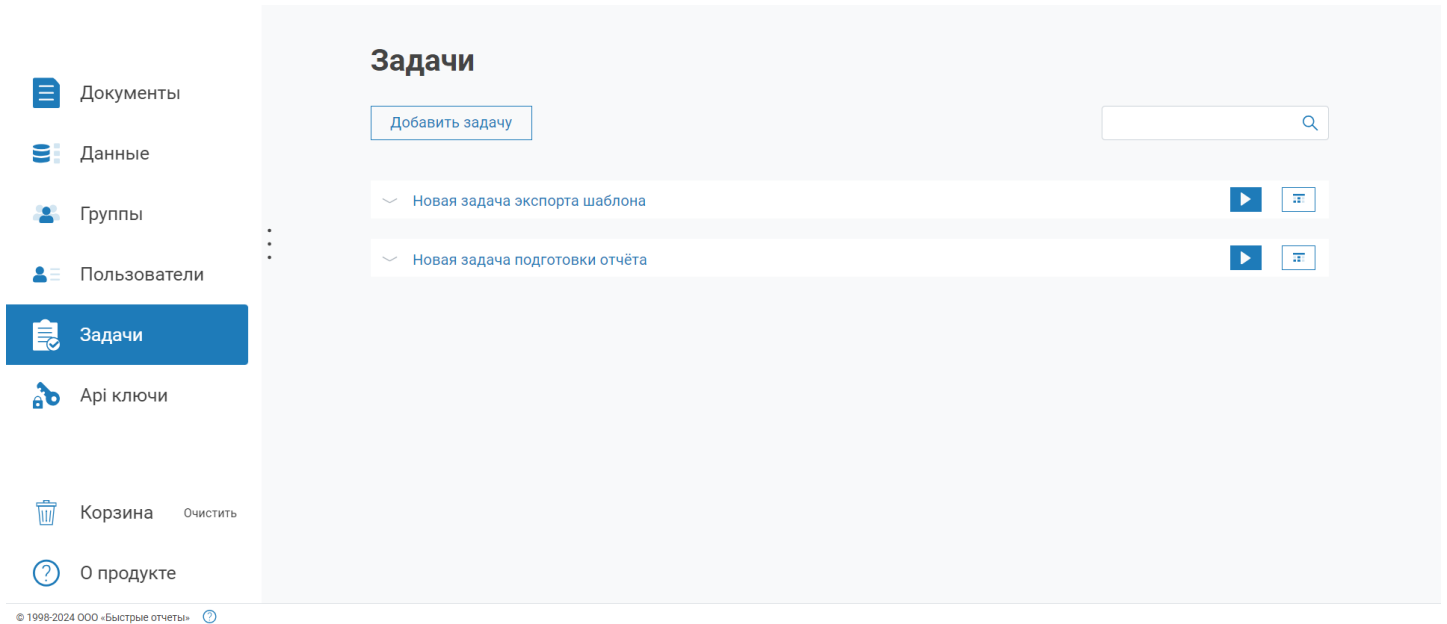 Документы
Данные
Группы
Пользователи
Задачи
Api ключи
Корзина Очистить
О продукте
Задачи
Добавить задачу
Новая задача экспорта шаблона
Новая задача подготовки отчёта
© 1998-2024 ООО «Быстрые отчеты»